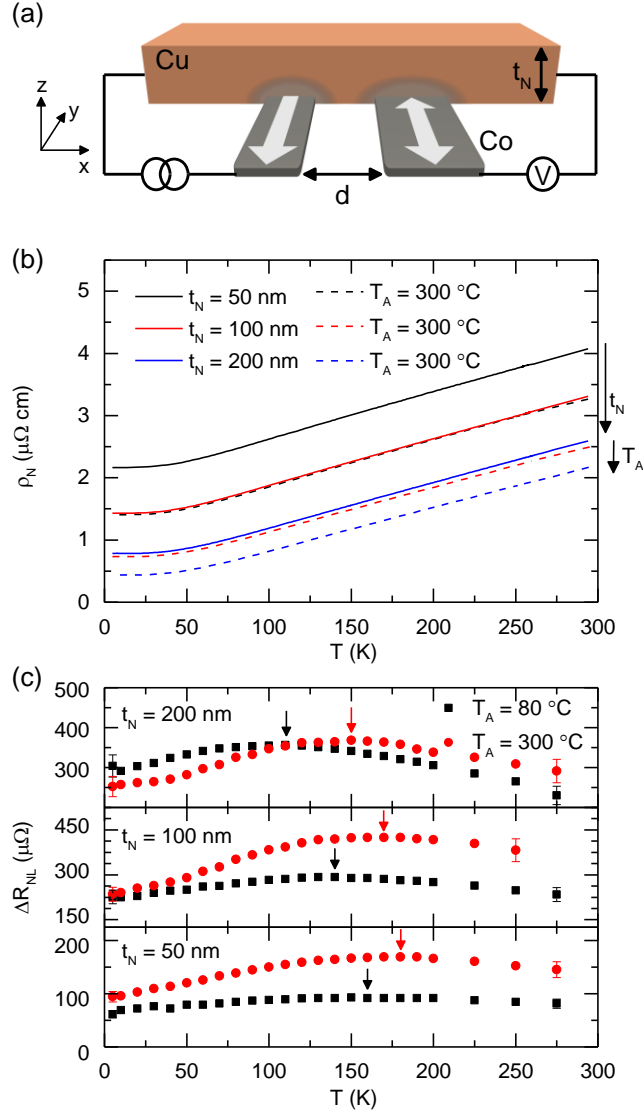 (a)
Cu
t_N
z
y
x
Co
d
V
(b)
5
4
3
2
1
0
ρ_N (μΩ cm)
t_N = 50 nm
t_N = 100 nm
t_N = 200 nm
T_A = 300 °C
T_A = 300 °C
T_A = 300 °C
t_N
T_A
0 50 100 150 200 250 300
T (K)
(c)
ΔR_NL (μΩ)
500
400
300
t_N = 200 nm
T_A = 80 °C
T_A = 300 °C
450
300
150
t_N = 100 nm
200
100
0
t_N = 50 nm
0 50 100 150 200 250 300
T (K)